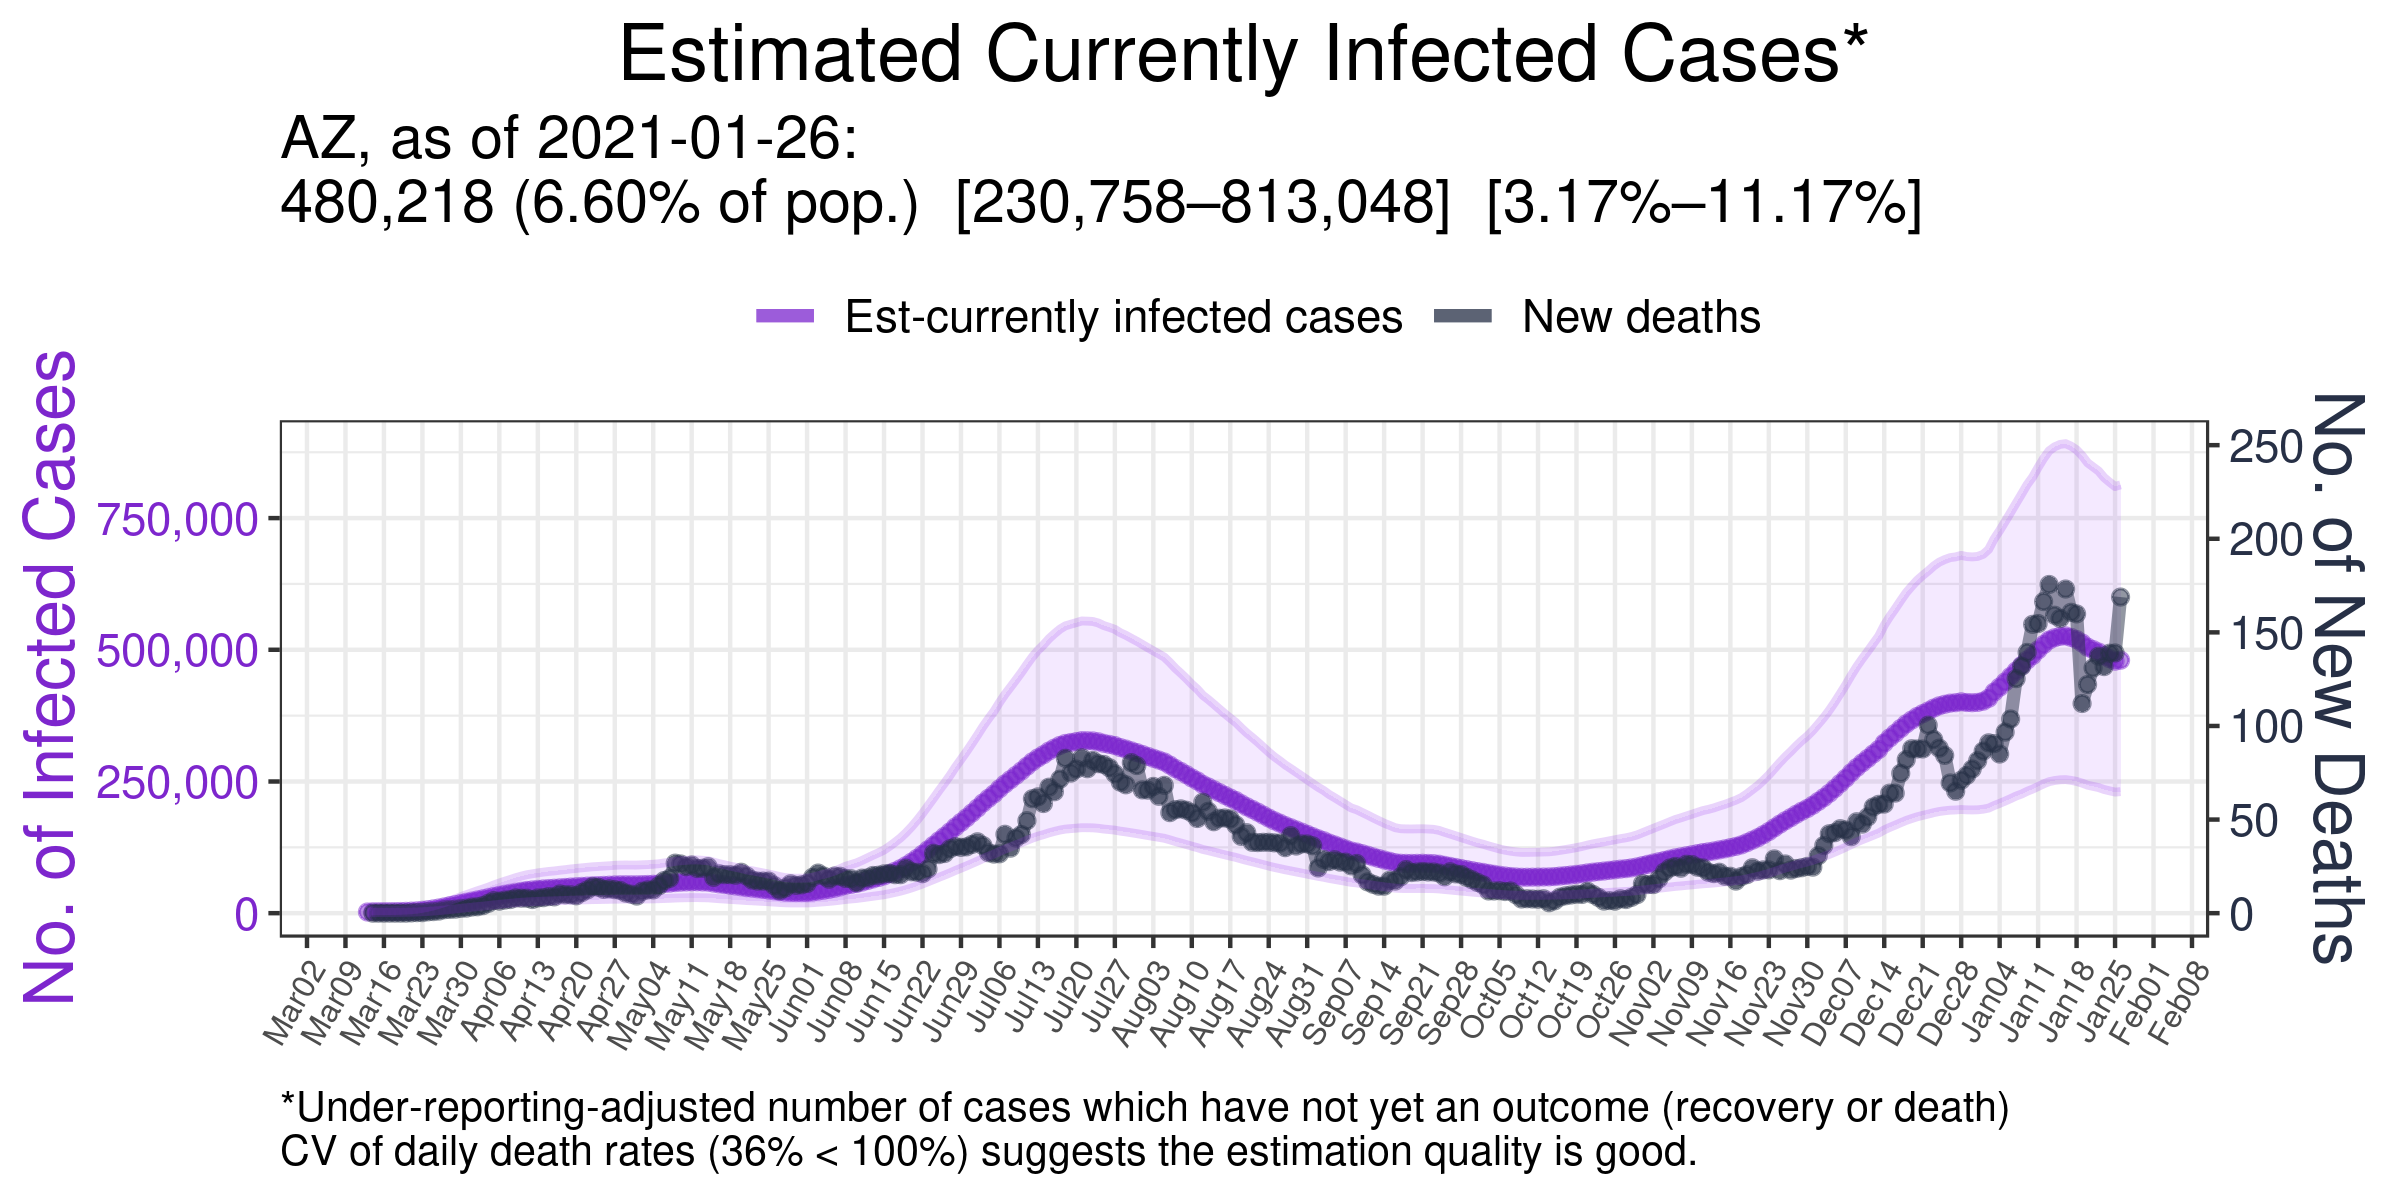 Estimated Currently Infected Cases*
AZ, as of 2021-01-26:
480,218 (6.60% of pop.) [230,758–813,048] [3.17%–11.17%]
Est-currently infected cases
New deaths
No. of Infected Cases
750,000
500,000
250,000
0
250
200
150
100
50
0
No. of New Deaths
Mar02
Mar09
Mar16
Mar23
Mar30
Apr06
Apr13
Apr20
Apr27
May04
May11
May18
May25
Jun01
Jun08
Jun15
Jun22
Jun29
Jul06
Jul13
Jul20
Jul27
Aug03
Aug10
Aug17
Aug24
Aug31
Sep07
Sep14
Sep21
Sep28
Oct05
Oct12
Oct19
Oct26
Nov02
Nov09
Nov16
Nov23
Nov30
Dec07
Dec14
Dec21
Dec28
Jan04
Jan11
Jan18
Jan25
Feb01
Feb08
*Under-reporting-adjusted number of cases which have not yet an outcome (recovery or death)
CV of daily death rates (36% < 100%) suggests the estimation quality is good.